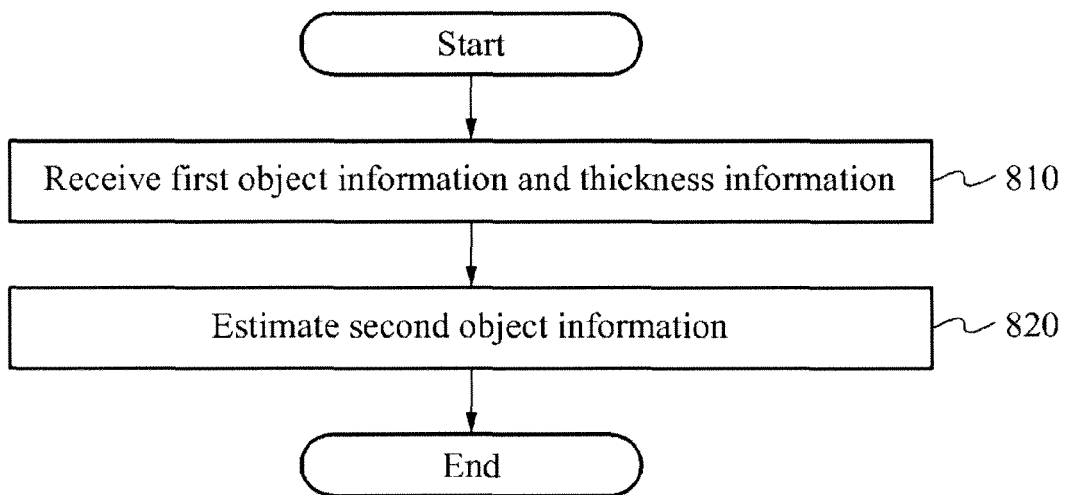 Start
Receive first object information and thickness information
810
Estimate second object information
820
End